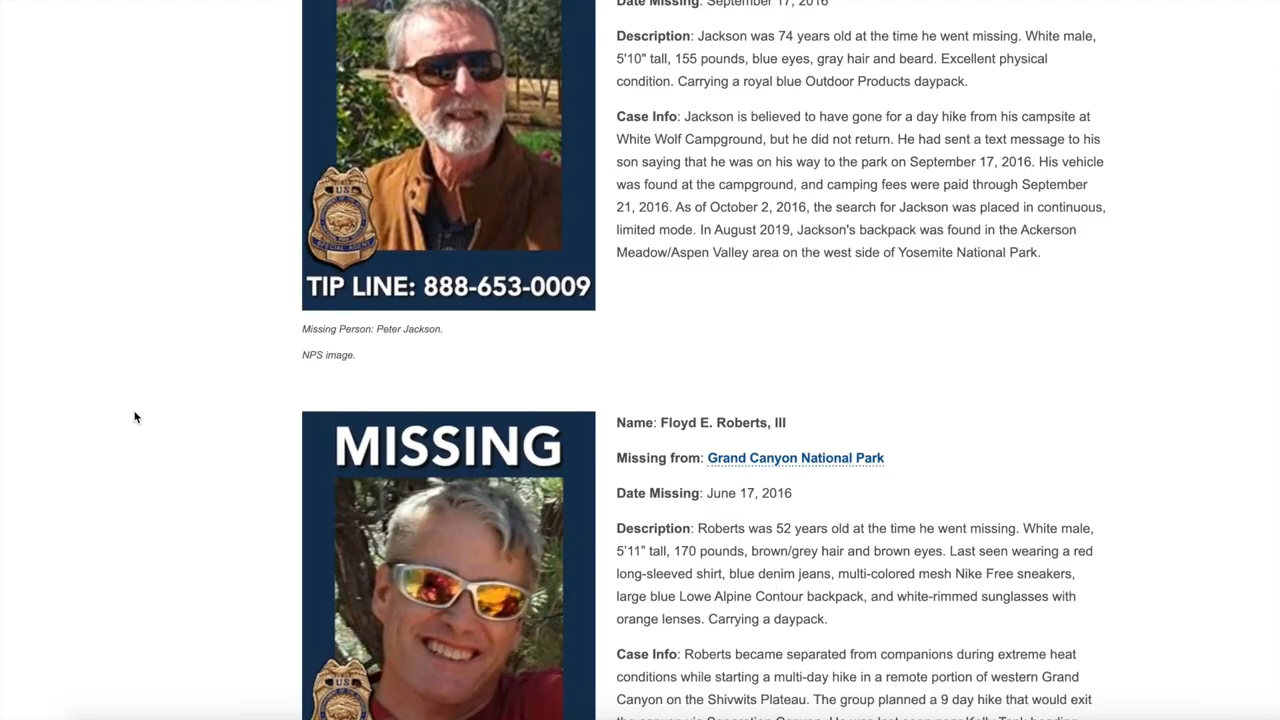 Date Missing: September 17, 2016
Description: Jackson was 74 years old at the time he went missing. White male,
5'10" tall, 155 pounds, blue eyes, gray hair and beard. Excellent physical
condition. Carrying a royal blue Outdoor Products daypack.
Case Info: Jackson is believed to have gone for a day hike from his campsite at
White Wolf Campground, but he did not return. He had sent a text message to his
son saying that he was on his way to the park on September 17, 2016. His vehicle
was found at the campground, and camping fees were paid through September
21, 2016. As of October 2, 2016, the search for Jackson was placed in continuous,
limited mode. In August 2019, Jackson's backpack was found in the Ackerson
Meadow/Aspen Valley area on the west side of Yosemite National Park.
US
SPECIAL AGENT
TIP LINE: 888-653-0009
Missing Person: Peter Jackson.
NPS image.
MISSING
US
Name: Floyd E. Roberts, III
Missing from: Grand Canyon National Park
Date Missing: June 17, 2016
Description: Roberts was 52 years old at the time he went missing. White male,
5'11" tall, 170 pounds, brown/grey hair and brown eyes. Last seen wearing a red
long-sleeved shirt, blue denim jeans, multi-colored mesh Nike Free sneakers,
large blue Lowe Alpine Contour backpack, and white-rimmed sunglasses with
orange lenses. Carrying a daypack.
Case Info: Roberts became separated from companions during extreme heat
conditions while starting a multi-day hike in a remote portion of western Grand
Canyon on the Shivwits Plateau. The group planned a 9 day hike that would exit